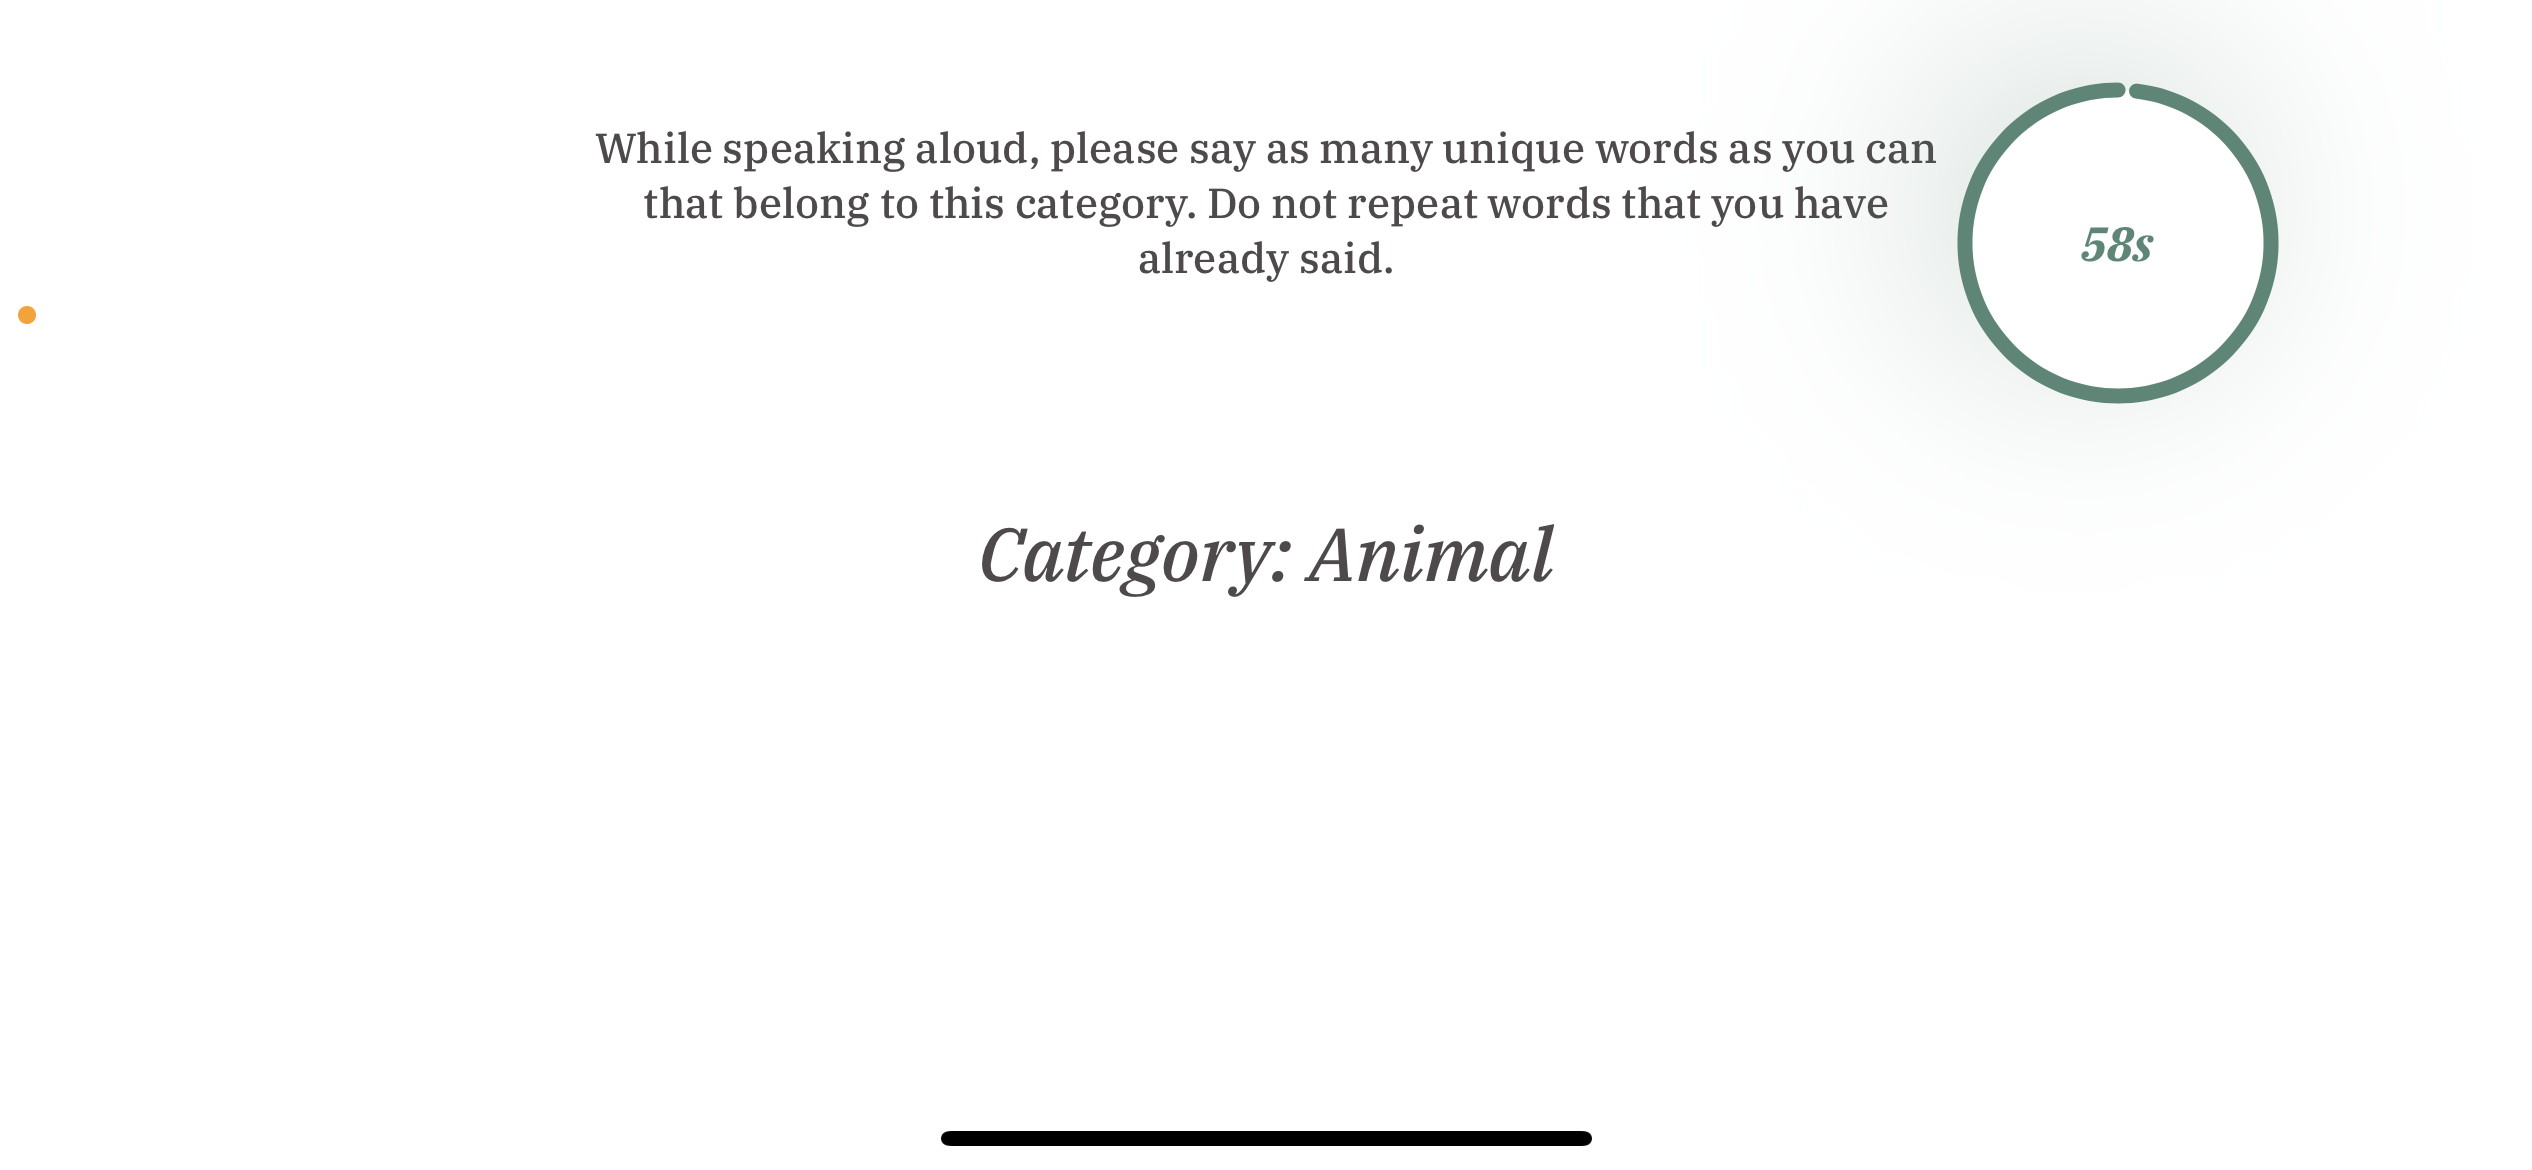 While speaking aloud, please say as many unique words as you can
that belong to this category. Do not repeat words that you have
already said.
58s
Category: Animal